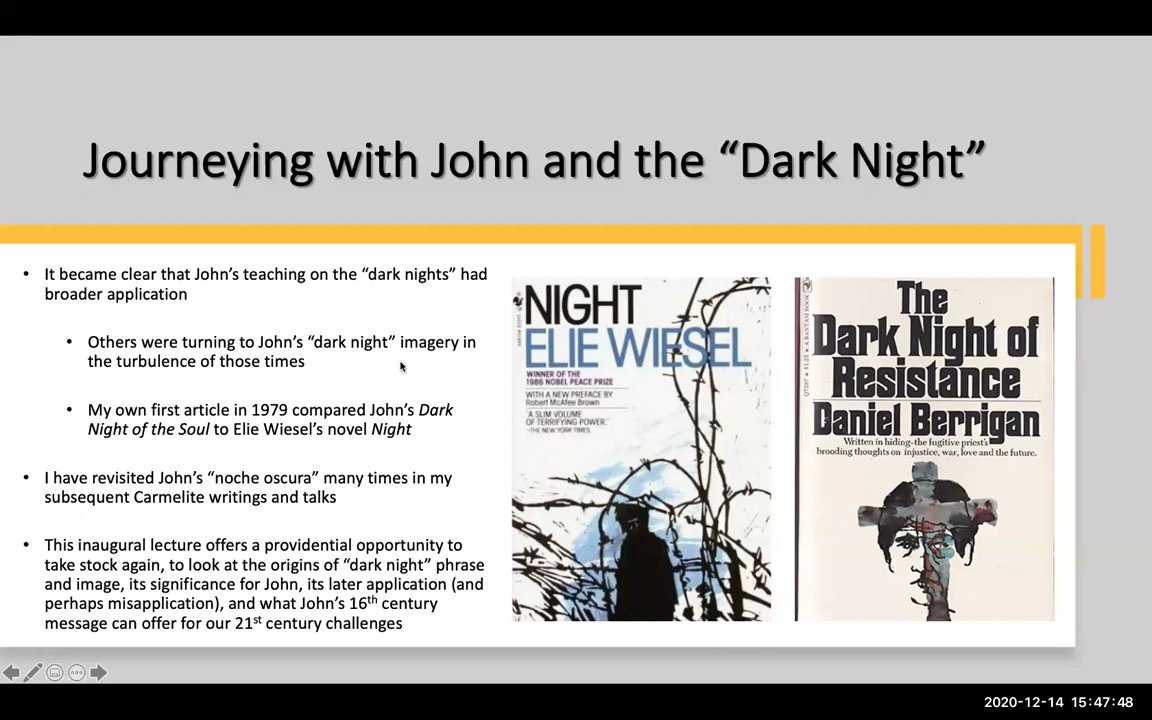 Journeying with John and the “Dark Night”
• It became clear that John’s teaching on the “dark nights” had
broader application
• Others were turning to John’s “dark night” imagery in
the turbulence of those times
• My own first article in 1979 compared John’s Dark
Night of the Soul to Elie Wiesel’s novel Night
• I have revisited John’s “noche oscura” many times in my
subsequent Carmelite writings and talks
• This inaugural lecture offers a providential opportunity to
take stock again, to look at the origins of “dark night” phrase
and image, its significance for John, its later application (and
perhaps misapplication), and what John’s 16th century
message can offer for our 21st century challenges
NIGHT
ELIE WIESEL
WINNER OF THE
1986 NOBEL PEACE PRIZE
WITH A NEW PREFACE BY
Robert McAfee Brown
"A SLIM VOLUME
OF TERRIFYING POWER."
—THE NEW YORK TIMES
The
Dark Night of
Resistance
Daniel Berrigan
Written in hiding-the fugitive priest's
brooding thoughts on injustice, war, love and the future.
2020-12-14 15:47:48